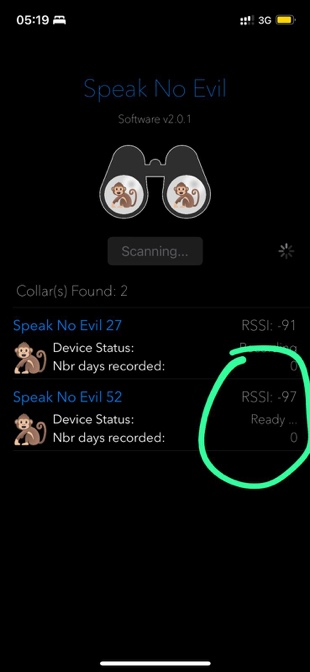 05:19
3G
Speak No Evil
Software v2.0.1
Scanning...
Collar(s) Found: 2
Speak No Evil 27 RSSI: -91
Device Status: Recording
Nbr days recorded: 0
Speak No Evil 52 RSSI: -97
Device Status: Ready ...
Nbr days recorded: 0